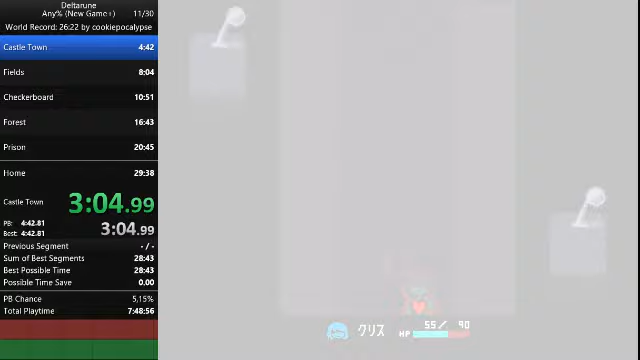 Deltarune
Any% (New Game+) 11/30
World Record: 26:22 by cookiepocalypse
Castle Town 4:42
Fields 8:04
Checkerboard 10:51
Forest 16:43
Prison 20:45
Home 29:38
Castle Town 3:04.99
PB: 4:42.81
Best: 4:42.81 3:04.99
Previous Segment - / -
Sum of Best Segments 28:43
Best Possible Time 28:43
Possible Time Save 0.00
PB Chance 5,15%
Total Playtime 7:48:56
クリス HP 55/ 90